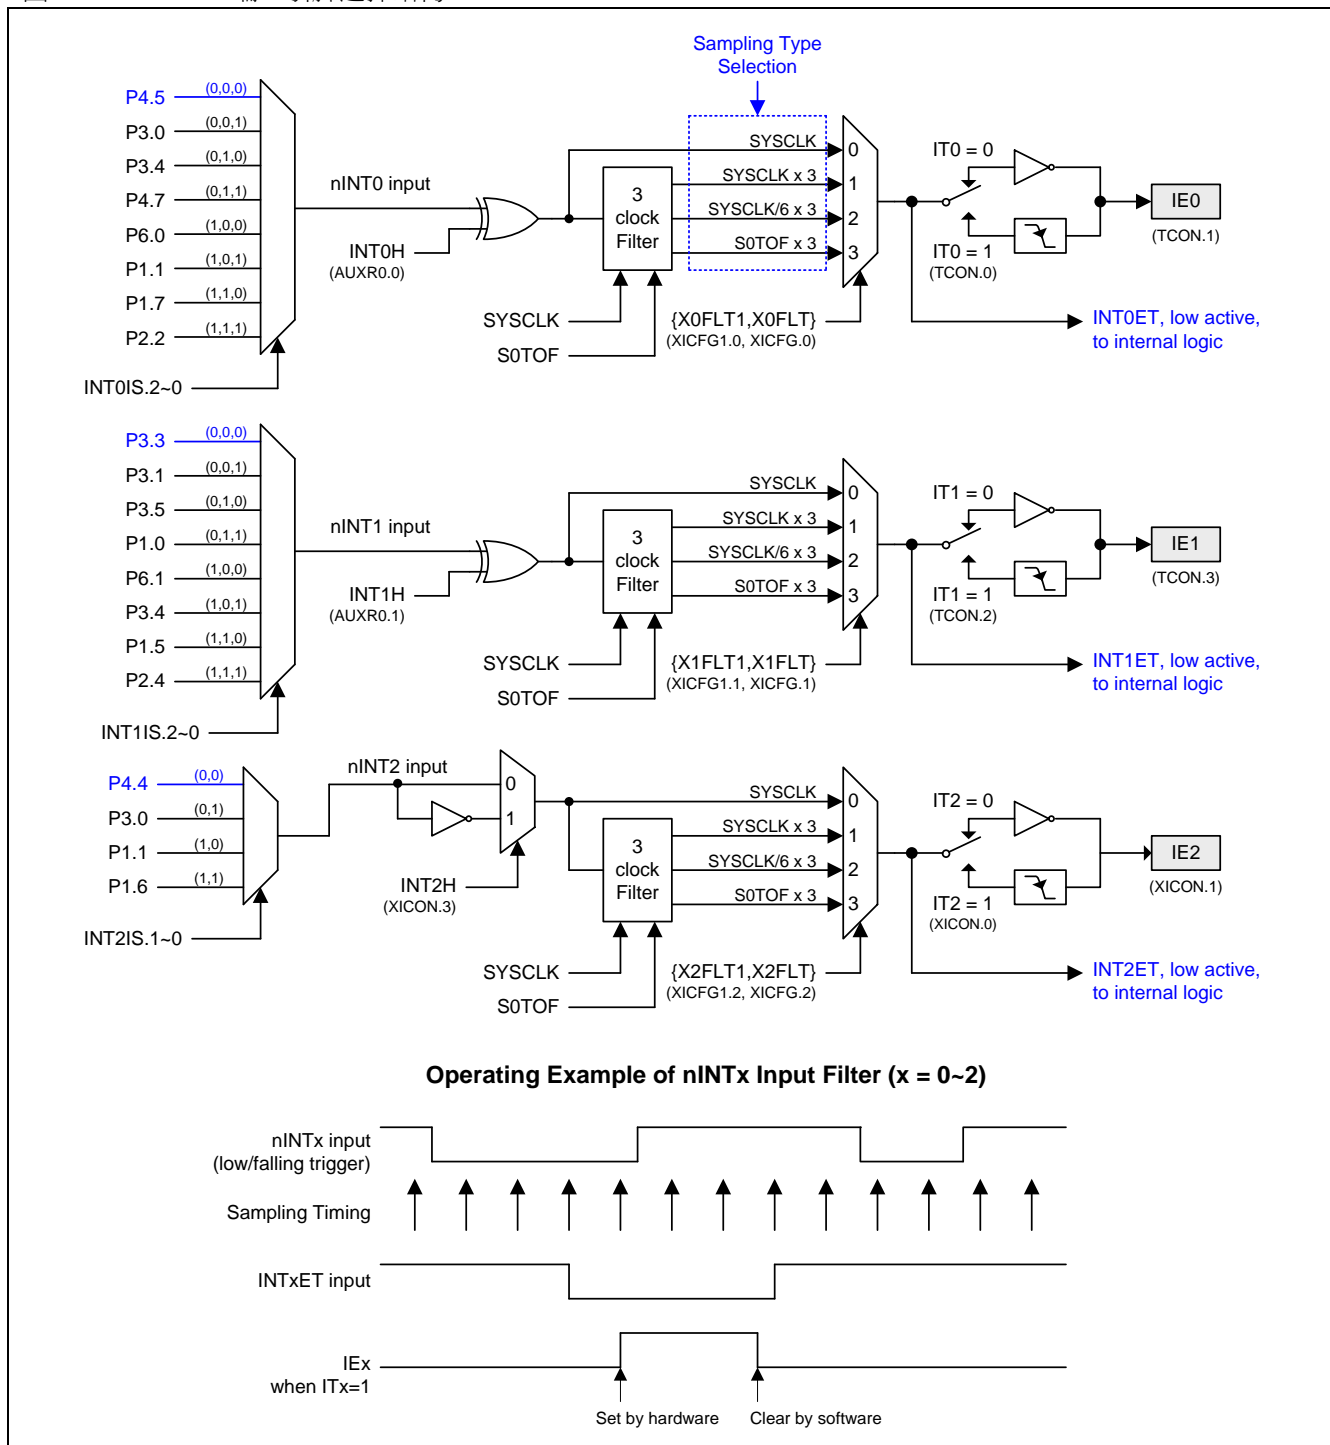 Sampling Type
Selection
P4.5 (0,0,0)
P3.0 (0,0,1)
P3.4 (0,1,0)
P4.7 (0,1,1)
P6.0 (1,0,0)
P1.1 (1,0,1)
P1.7 (1,1,0)
P2.2 (1,1,1)
INT0IS.2~0
nINT0 input
INT0H
(AUXR0.0)
3
clock
Filter
SYSCLK
S0TOF
SYSCLK 0
SYSCLK x 3 1
SYSCLK/6 x 3 2
S0TOF x 3 3
{X0FLT1,X0FLT}
(XICFG1.0, XICFG.0)
IT0 = 0
IT0 = 1
(TCON.0)
IE0
(TCON.1)
INT0ET, low active,
to internal logic
P3.3 (0,0,0)
P3.1 (0,0,1)
P3.5 (0,1,0)
P1.0 (0,1,1)
P6.1 (1,0,0)
P3.4 (1,0,1)
P1.5 (1,1,0)
P2.4 (1,1,1)
INT1IS.2~0
nINT1 input
INT1H
(AUXR0.1)
3
clock
Filter
SYSCLK
S0TOF
SYSCLK 0
SYSCLK x 3 1
SYSCLK/6 x 3 2
S0TOF x 3 3
{X1FLT1,X1FLT}
(XICFG1.1, XICFG.1)
IT1 = 0
IT1 = 1
(TCON.2)
IE1
(TCON.3)
INT1ET, low active,
to internal logic
P4.4 (0,0)
P3.0 (0,1)
P1.1 (1,0)
P1.6 (1,1)
INT2IS.1~0
nINT2 input
0
1
INT2H
(XICON.3)
3
clock
Filter
SYSCLK
S0TOF
SYSCLK 0
SYSCLK x 3 1
SYSCLK/6 x 3 2
S0TOF x 3 3
{X2FLT1,X2FLT}
(XICFG1.2, XICFG.2)
IT2 = 0
IT2 = 1
(XICON.0)
IE2
(XICON.1)
INT2ET, low active,
to internal logic
Operating Example of nINTx Input Filter (x = 0~2)
nINTx input
(low/falling trigger)
Sampling Timing
INTxET input
IEx
when ITx=1
Set by hardware Clear by software